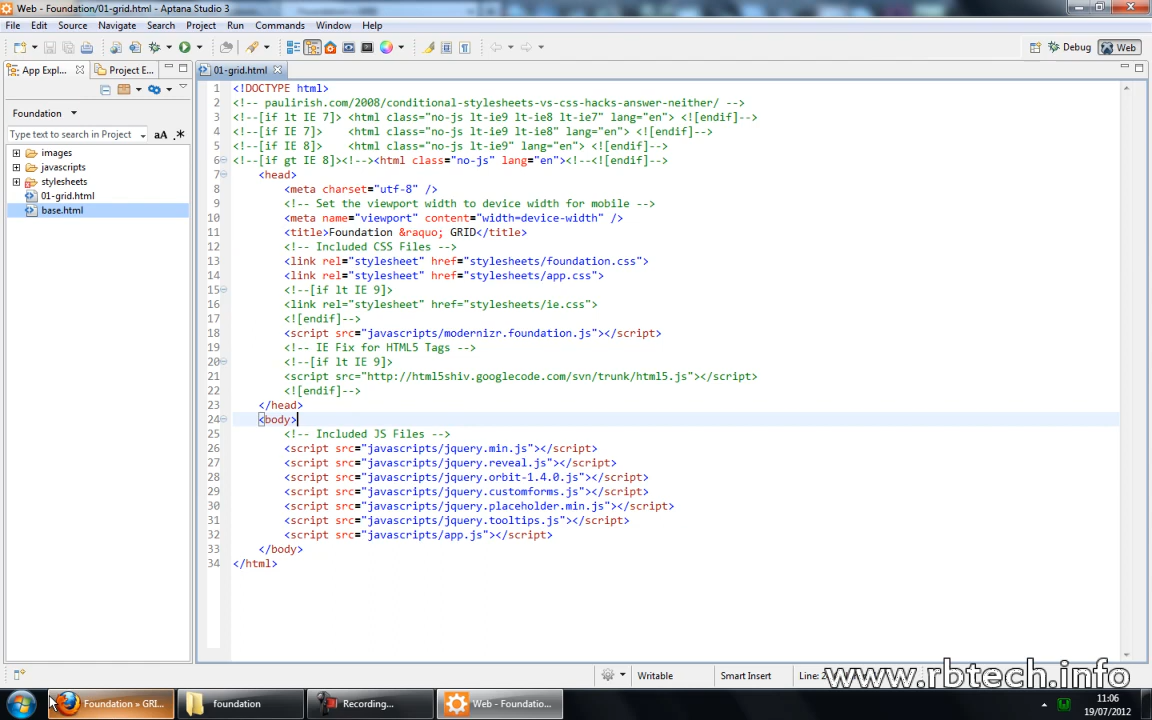 Web - Foundation/01-grid.html - Aptana Studio 3
File Edit Source Navigate Search Project Run Commands Window Help
Debug Web
App Expl... Project E... 01-grid.html
Foundation
Type text to search in Project aA .*
images
javascripts
stylesheets
01-grid.html
base.html
1 <!DOCTYPE html>
2 <!-- paulirish.com/2008/conditional-stylesheets-vs-css-hacks-answer-neither/ -->
3 <!--[if lt IE 7]> <html class="no-js lt-ie9 lt-ie8 lt-ie7" lang="en"> <![endif]-->
4 <!--[if IE 7]>    <html class="no-js lt-ie9 lt-ie8" lang="en"> <![endif]-->
5 <!--[if IE 8]>    <html class="no-js lt-ie9" lang="en"> <![endif]-->
6 <!--[if gt IE 8]><!--><html class="no-js" lang="en"><!--<![endif]-->
7 <head>
8 <meta charset="utf-8" />
9 <!-- Set the viewport width to device width for mobile -->
10 <meta name="viewport" content="width=device-width" />
11 <title>Foundation &raquo; GRID</title>
12 <!-- Included CSS Files -->
13 <link rel="stylesheet" href="stylesheets/foundation.css">
14 <link rel="stylesheet" href="stylesheets/app.css">
15 <!--[if lt IE 9]>
16 <link rel="stylesheet" href="stylesheets/ie.css">
17 <![endif]-->
18 <script src="javascripts/modernizr.foundation.js"></script>
19 <!-- IE Fix for HTML5 Tags -->
20 <!--[if lt IE 9]>
21 <script src="http://html5shiv.googlecode.com/svn/trunk/html5.js"></script>
22 <![endif]-->
23 </head>
24 <body>
25 <!-- Included JS Files -->
26 <script src="javascripts/jquery.min.js"></script>
27 <script src="javascripts/jquery.reveal.js"></script>
28 <script src="javascripts/jquery.orbit-1.4.0.js"></script>
29 <script src="javascripts/jquery.customforms.js"></script>
30 <script src="javascripts/jquery.placeholder.min.js"></script>
31 <script src="javascripts/jquery.tooltips.js"></script>
32 <script src="javascripts/app.js"></script>
33 </body>
34 </html>
Writable Smart Insert Line:
www.rbtech.info
Foundation » GRI... foundation Recording... Web - Foundatio... 11:06
19/07/2012